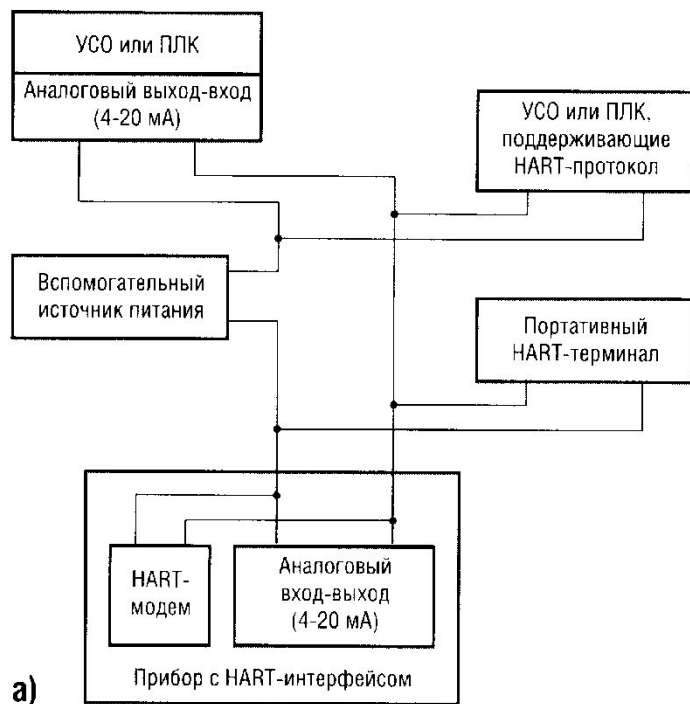 УСО или ПЛК
Аналоговый выход-вход
(4-20 мА)
УСО или ПЛК,
поддерживающие
HART-протокол
Вспомогательный
источник питания
Портативный
HART-терминал
HART-
модем
Аналоговый
вход-выход
(4-20 мА)
Прибор с HART-интерфейсом
а)